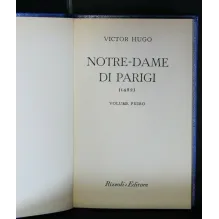 VICTOR HUGO
NOTRE-DAME
DI PARIGI
(1482)
VOLUME PRIMO
Rizzoli · Editore